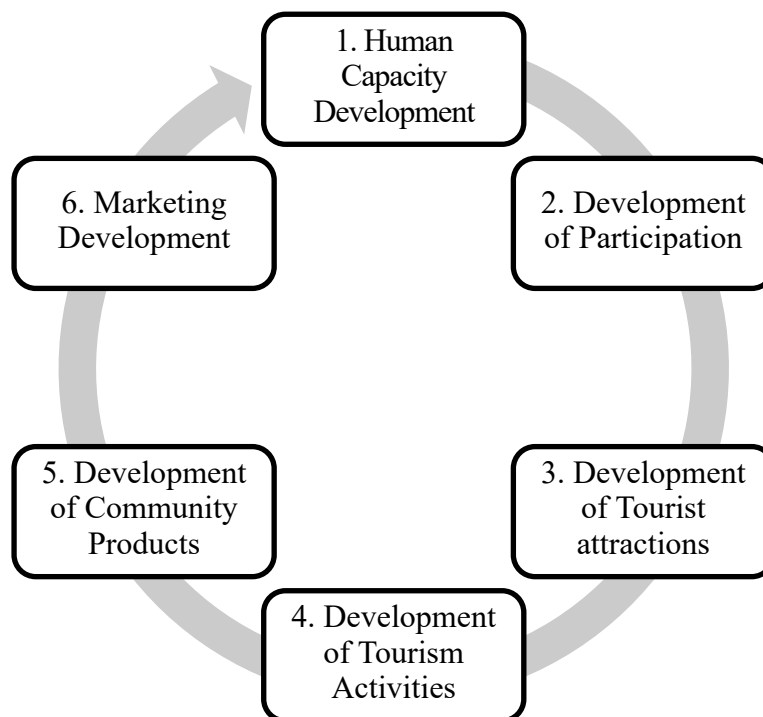 1. Human
Capacity
Development
2. Development
of Participation
3. Development
of Tourist
attractions
4. Development
of Tourism
Activities
5. Development
of Community
Products
6. Marketing
Development